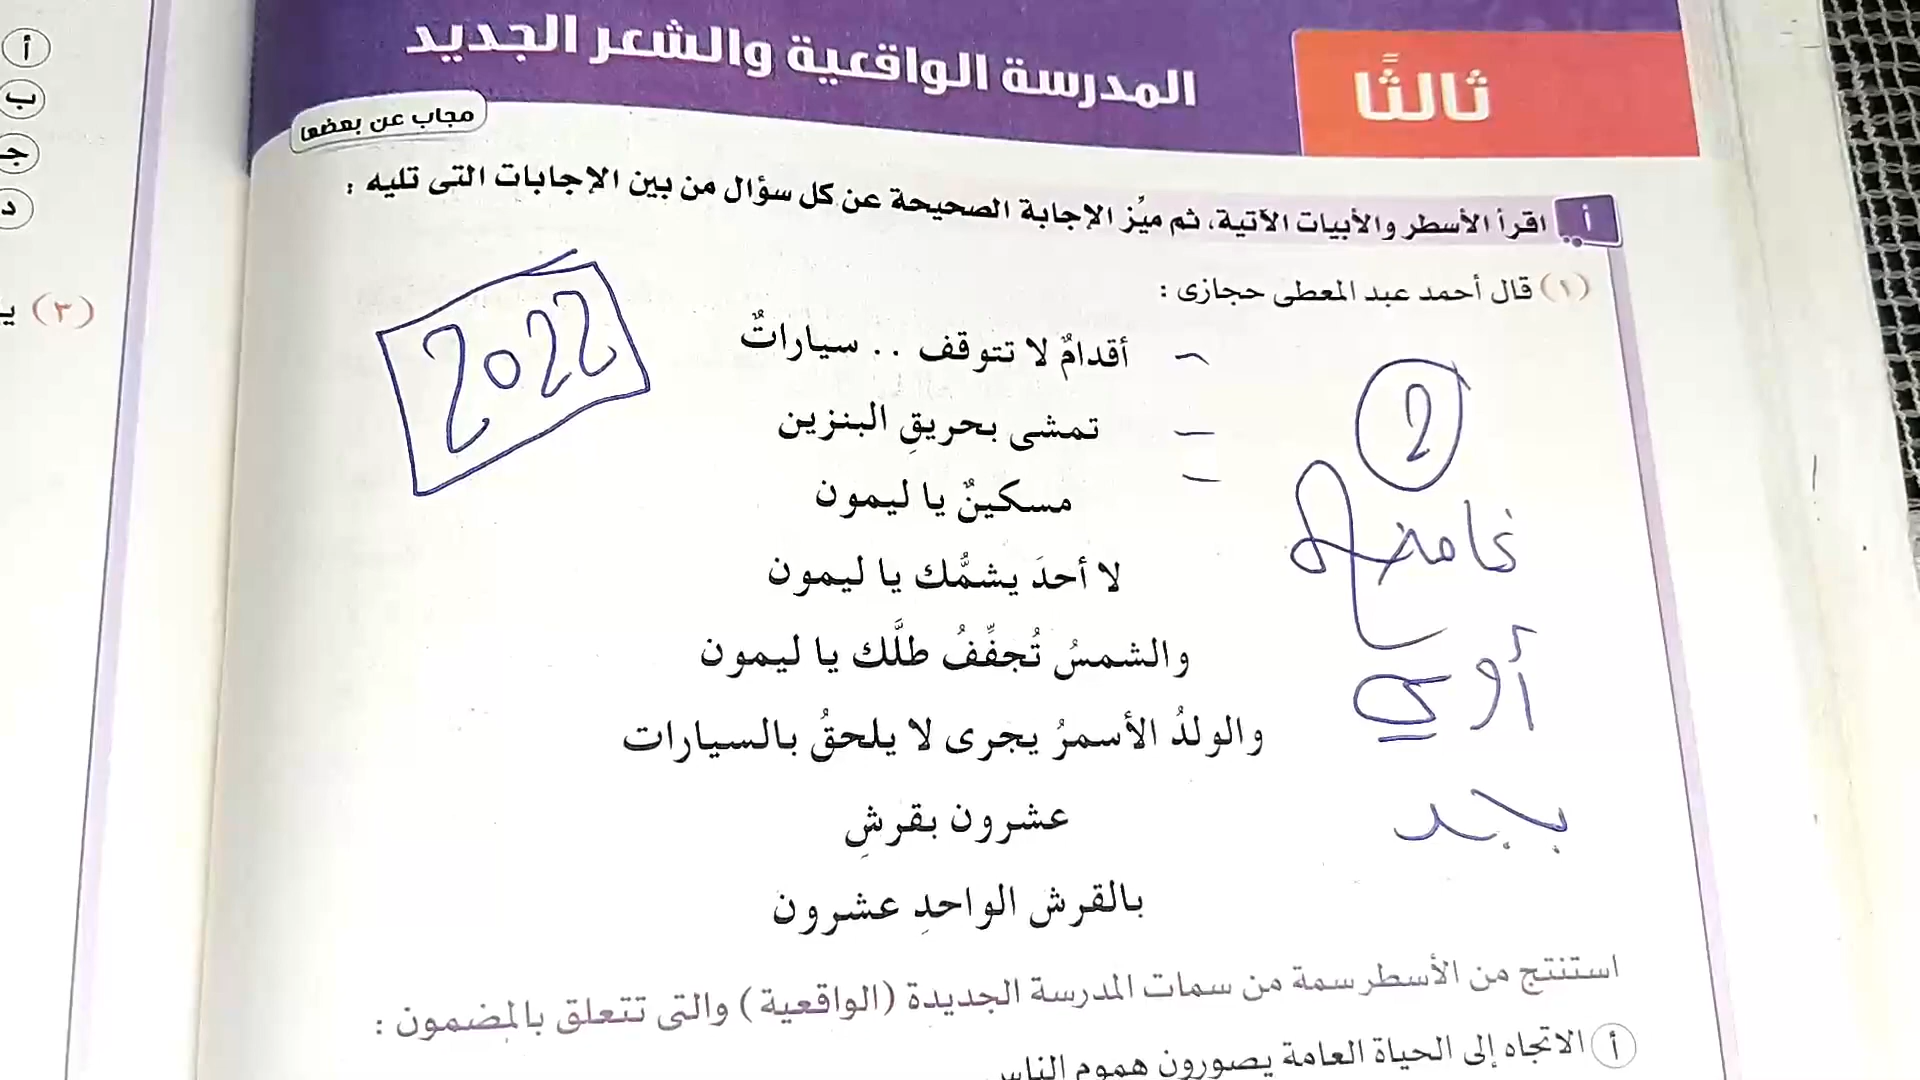 ثالثًا
المدرسة الواقعية والشعر الجديد
مجاب عن بعضها
أ اقرأ الأسطر والأبيات الآتية، ثم ميِّز الإجابة الصحيحة عن كل سؤال من بين الإجابات التى تليه :
(١) قال أحمد عبد المعطى حجازى :
2022
أقدامٌ لا تتوقف .. سياراتٌ
تمشى بحريقِ البنزين
مسكينٌ يا ليمون
لا أحدَ يشمُّك يا ليمون
والشمسُ تُجفِّفُ طلَّك يا ليمون
والولدُ الأسمرُ يجرى لا يلحقُ بالسيارات
عشرون بقرشِ
بالقرش الواحدِ عشرون
2
غامضة
أوي
بجد
استنتج من الأسطر سمة من سمات المدرسة الجديدة (الواقعية) والتى تتعلق بالمضمون :
أ الاتجاه إلى الحياة العامة يصورون هموم الناس
أ
ب
جـ
د
(٣)